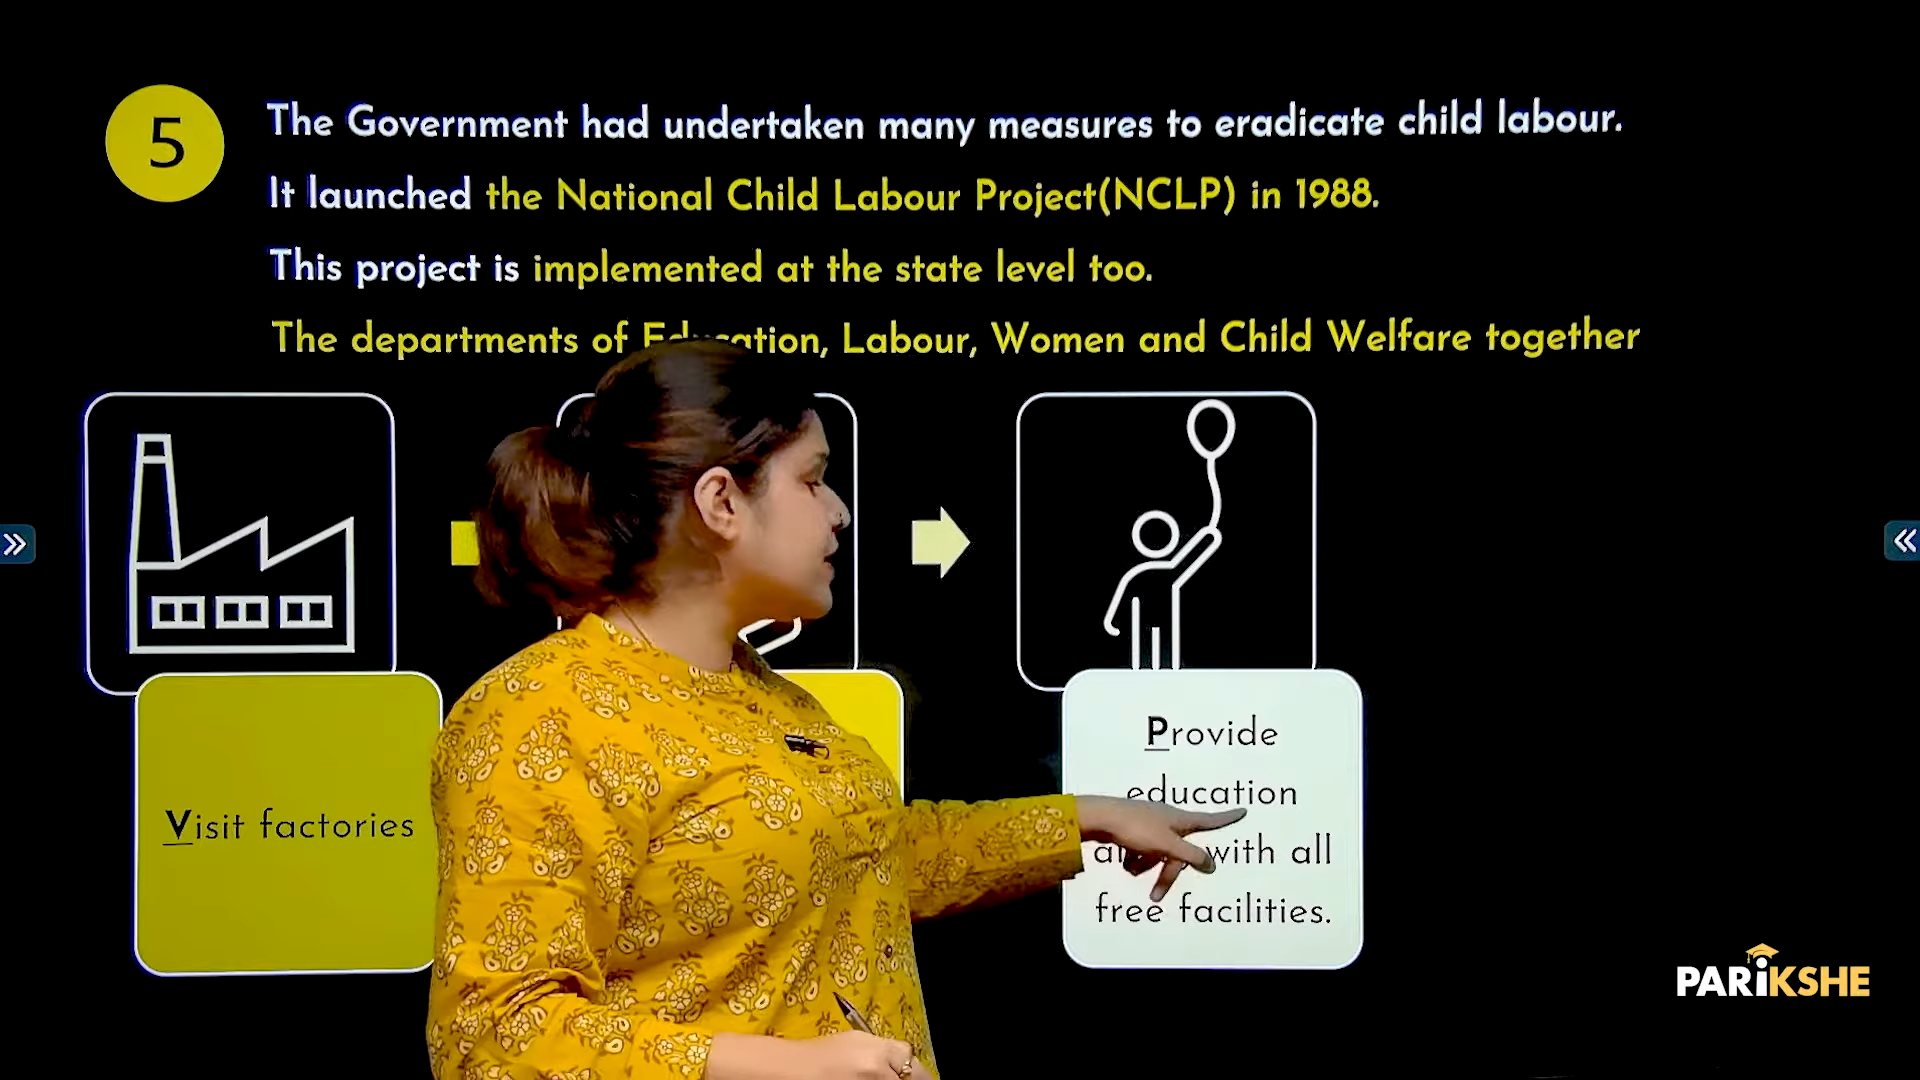 5
The Government had undertaken many measures to eradicate child labour.
It launched the National Child Labour Project(NCLP) in 1988.
This project is implemented at the state level too.
The departments of Education, Labour, Women and Child Welfare together
Visit factories
Provide
education
with all
free facilities.
PARiKSHE